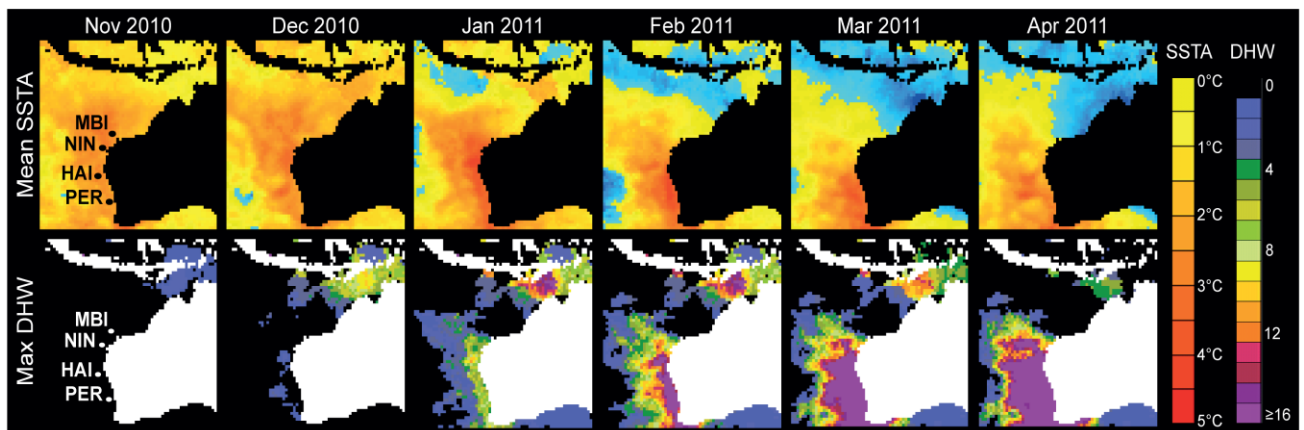 Nov 2010 Dec 2010 Jan 2011 Feb 2011 Mar 2011 Apr 2011
Mean SSTA
MBI
NIN
HAI
PER
Max DHW
MBI
NIN
HAI
PER
SSTA
0°C
1°C
2°C
3°C
4°C
5°C
DHW
0
4
8
12
≥16